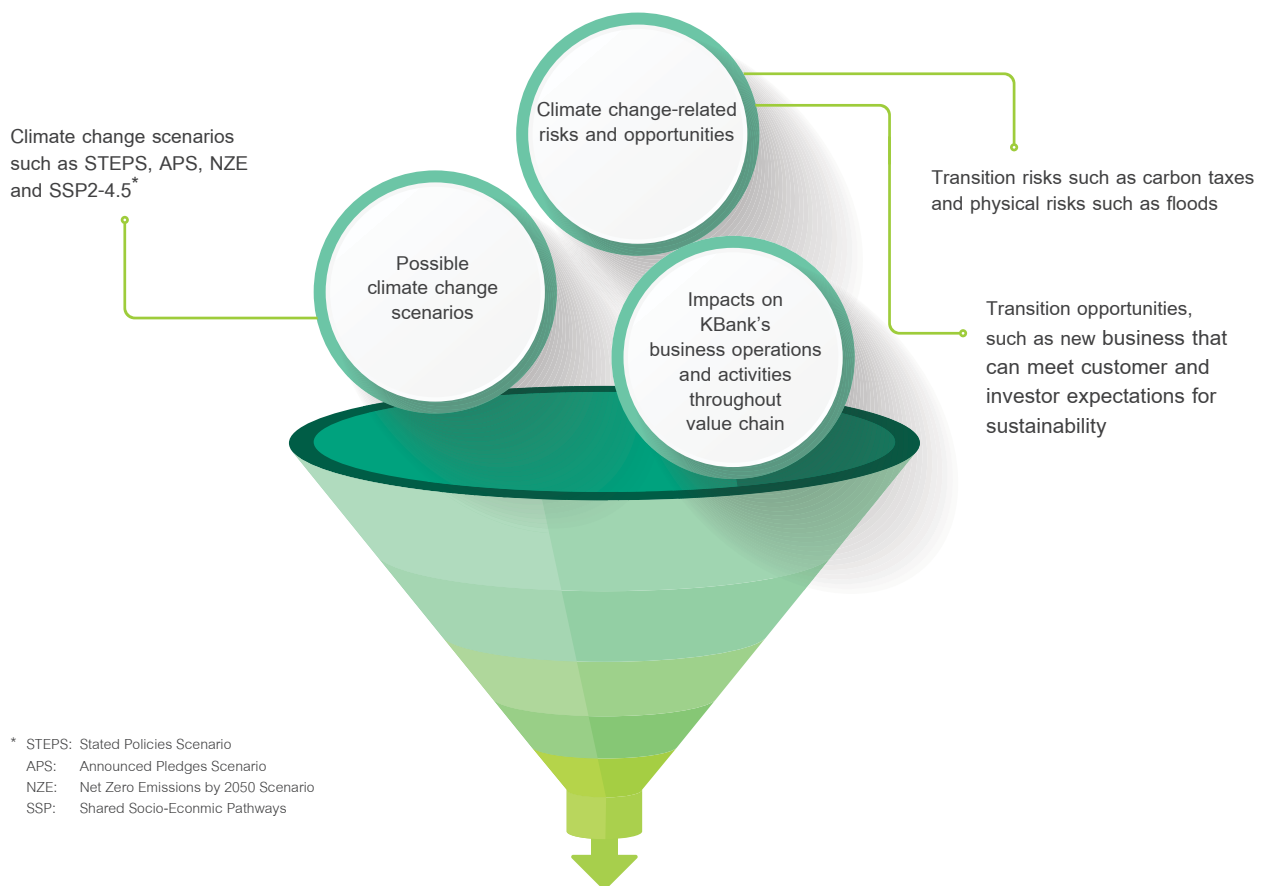 Climate change-related
risks and opportunities
Climate change scenarios
such as STEPS, APS, NZE
and SSP2-4.5*
Transition risks such as carbon taxes
and physical risks such as floods
Possible
climate change
scenarios
Impacts on
KBank's
business operations
and activities
throughout
value chain
Transition opportunities,
such as new business that
can meet customer and
investor expectations for
sustainability
* STEPS: Stated Policies Scenario
APS: Announced Pledges Scenario
NZE: Net Zero Emissions by 2050 Scenario
SSP: Shared Socio-Econmic Pathways